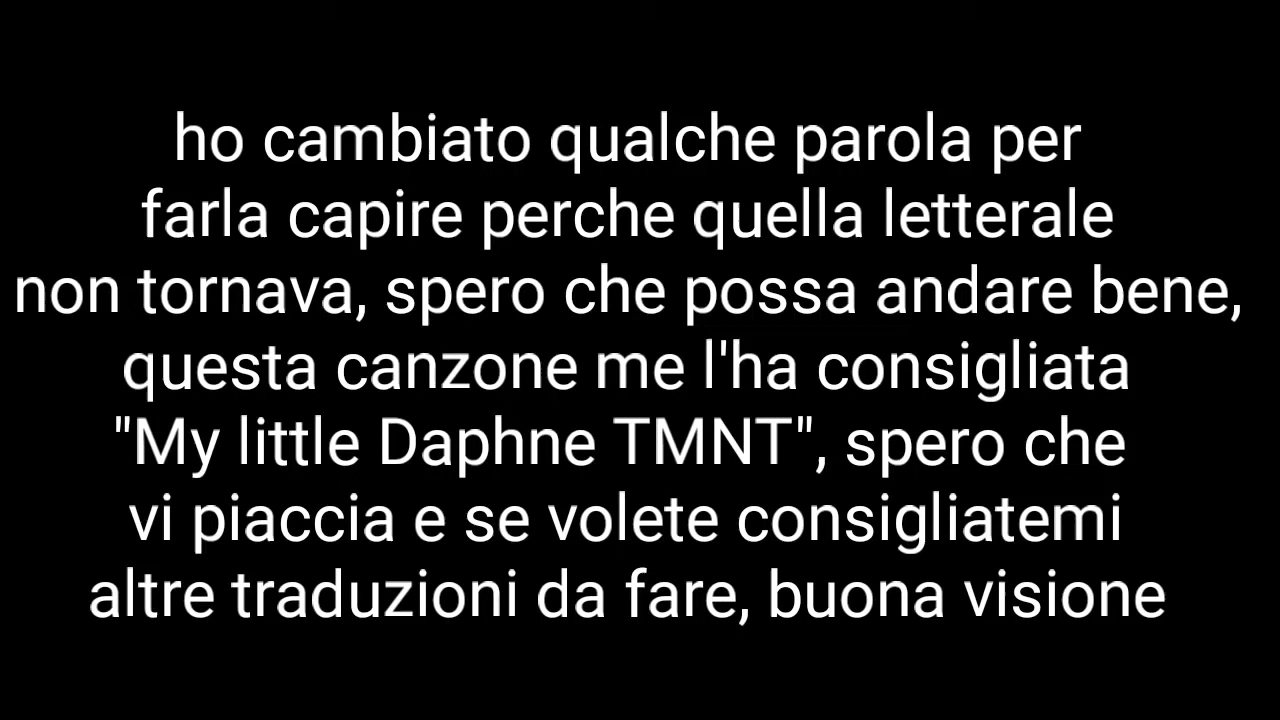 ho cambiato qualche parola per
farla capire perche quella letterale
non tornava, spero che possa andare bene,
questa canzone me l'ha consigliata
"My little Daphne TMNT", spero che
vi piaccia e se volete consigliatemi
altre traduzioni da fare, buona visione